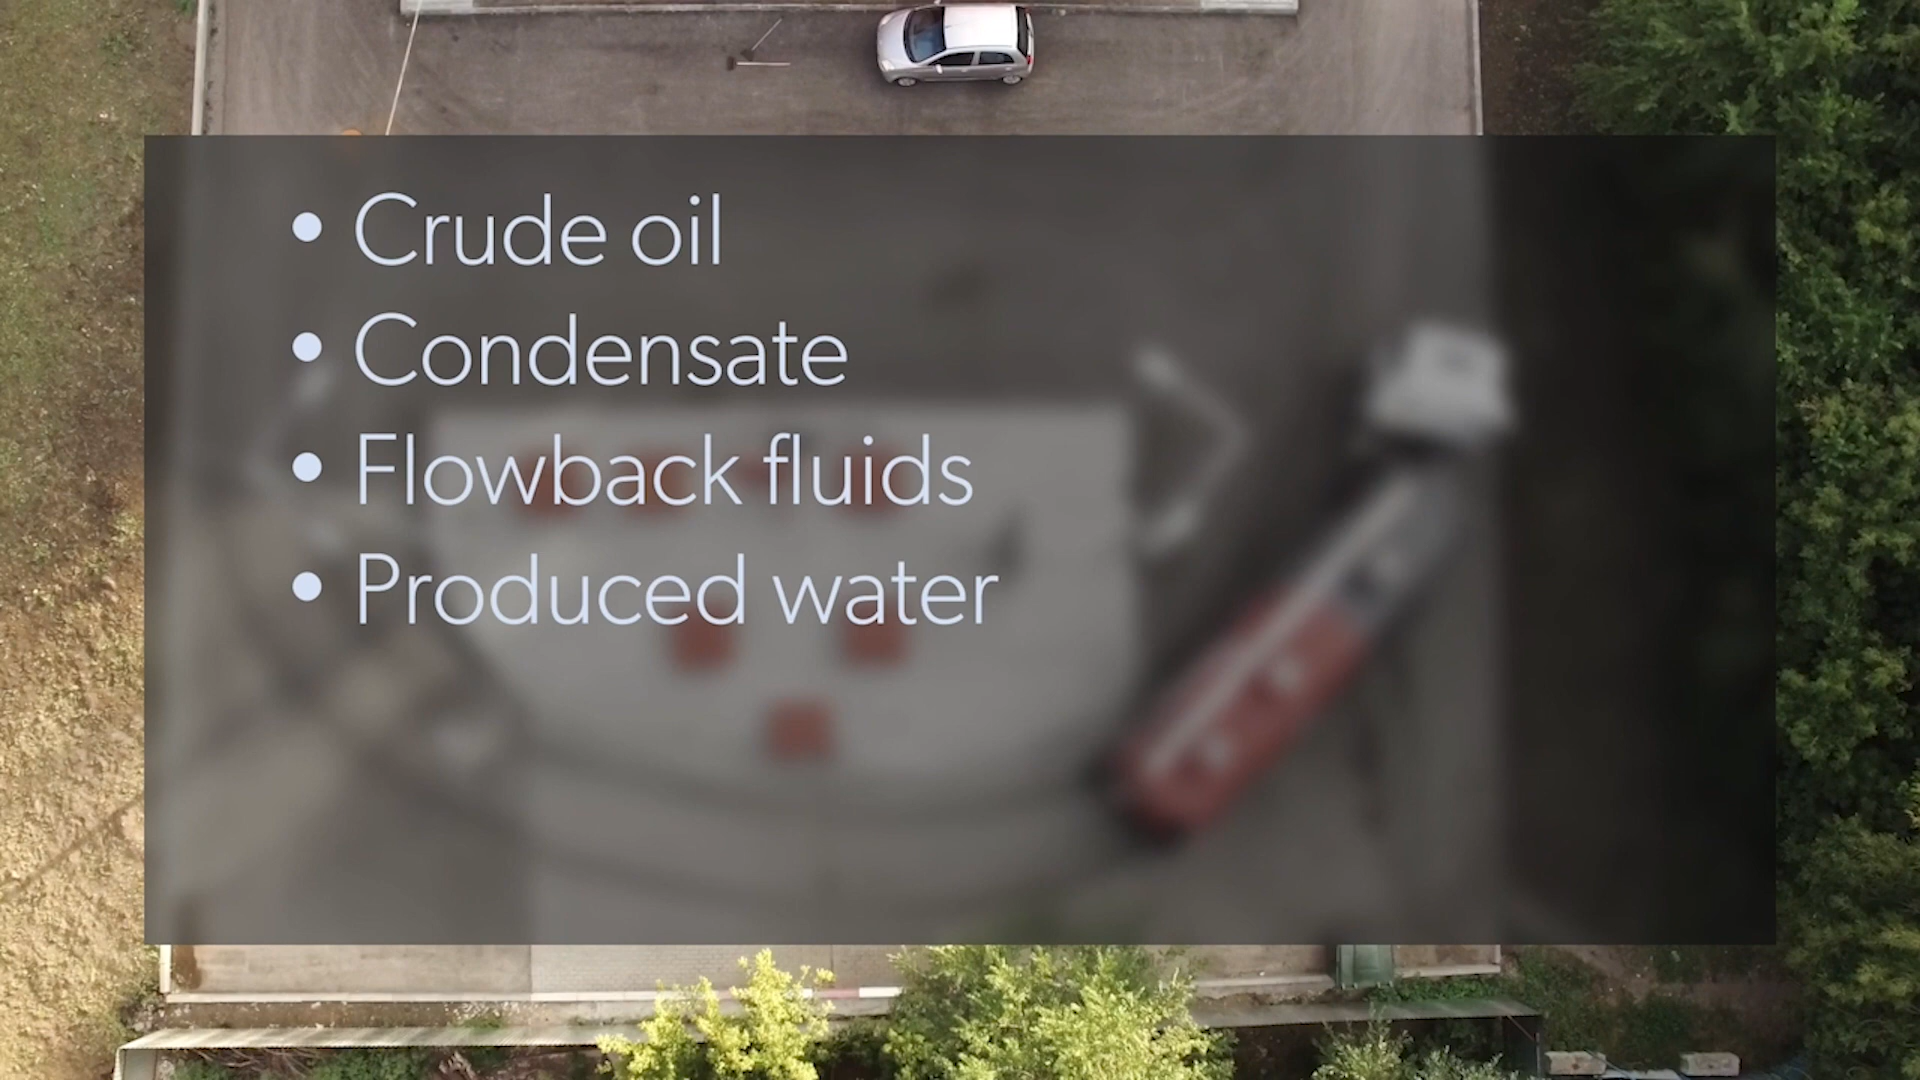 • Crude oil
• Condensate
• Flowback fluids
• Produced water